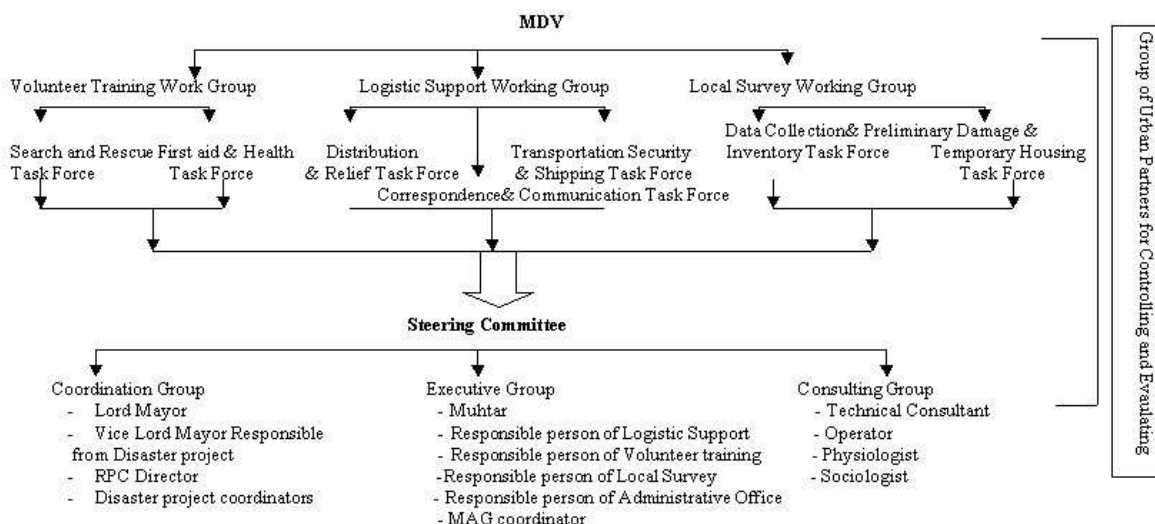 MDV
Volunteer Training Work Group
Logistic Support Working Group
Local Survey Working Group
Search and Rescue
Task Force
First aid & Health
Task Force
Distribution
& Relief Task Force
Transportation Security
& Shipping Task Force
Correspondence& Communication Task Force
Data Collection&
Inventory Task Force
Preliminary Damage &
Temporary Housing
Task Force
Steering Committee
Coordination Group
- Lord Mayor
- Vice Lord Mayor Responsible
from Disaster project
- RPC Director
- Disaster project coordinators
Executive Group
- Muhtar
- Responsible person of Logistic Support
- Responsible person of Volunteer training
-Responsible person of Local Survey
- Responsible person of Administrative Office
- MAG coordinator
Consulting Group
- Technical Consultant
- Operator
- Physiologist
- Sociologist
Group of Urban Partners for Controlling and Evaulating